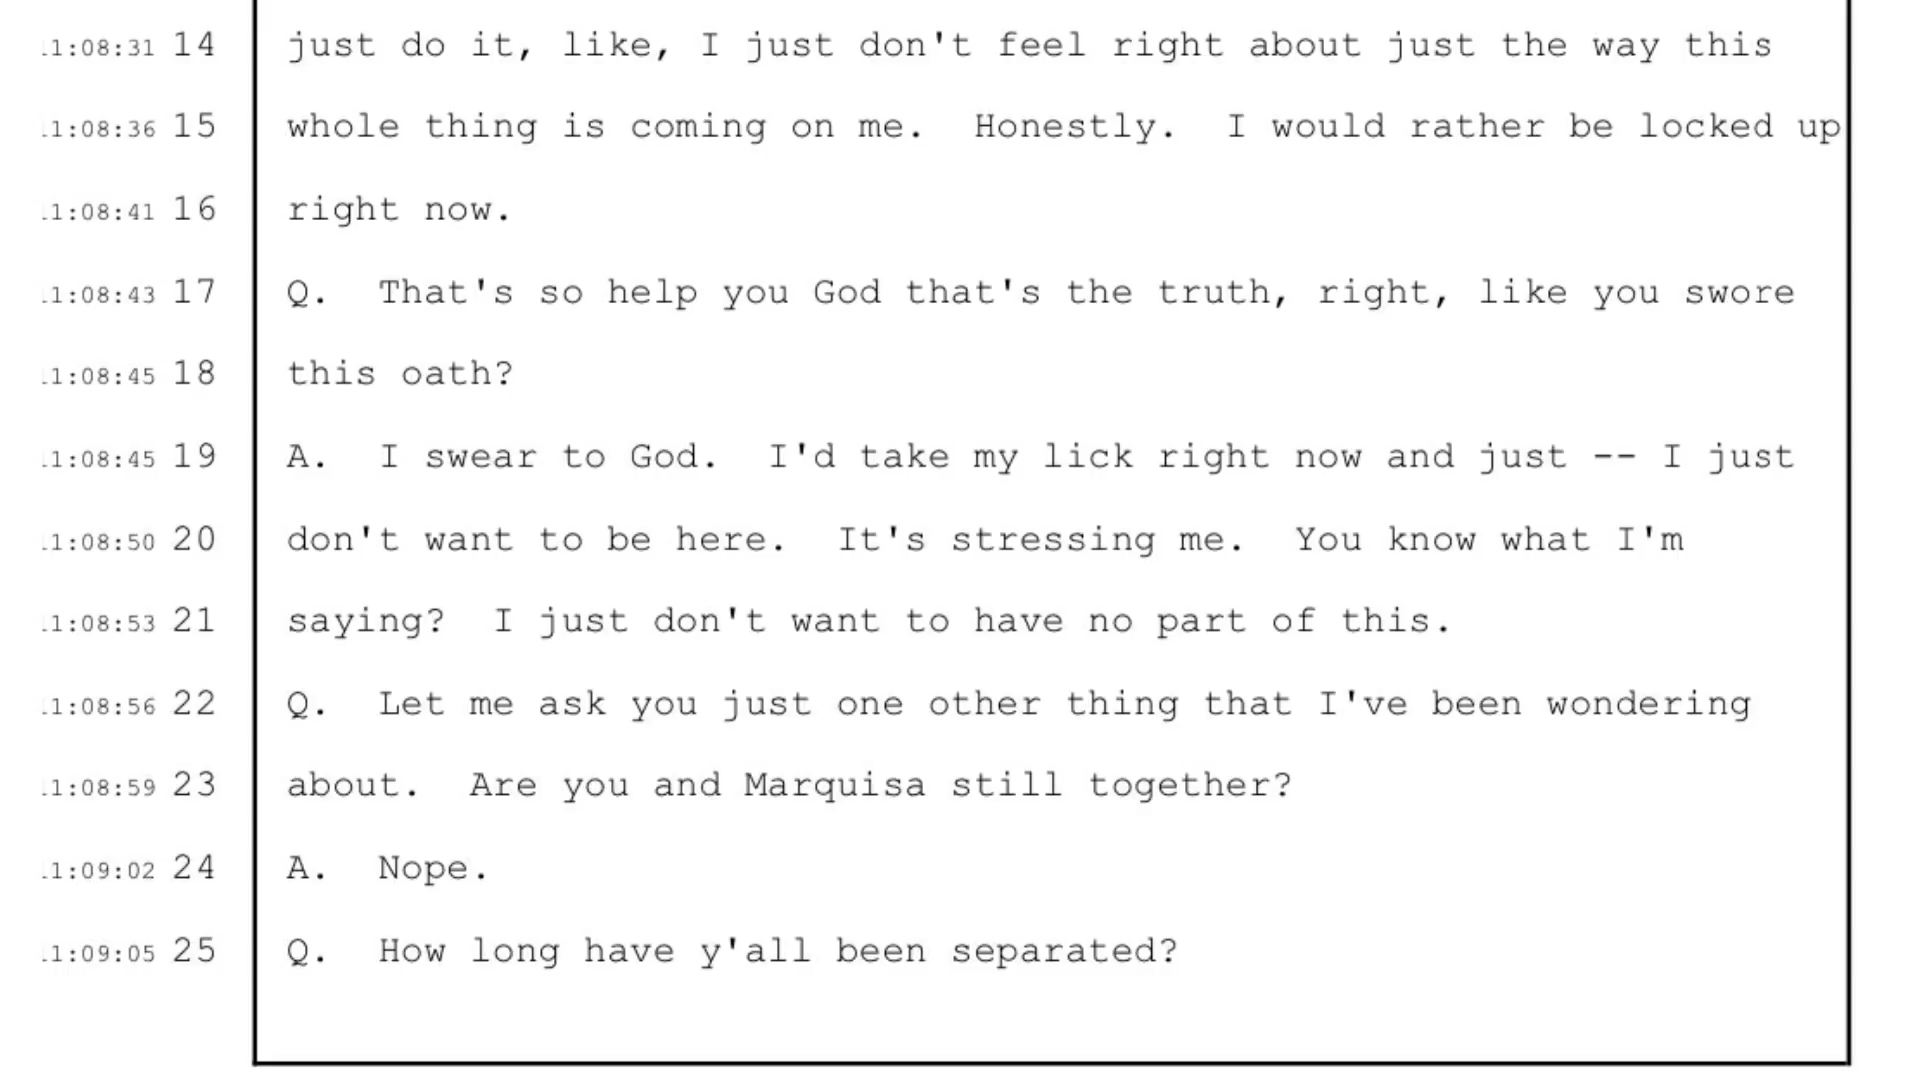 1:08:31 14 just do it, like, I just don't feel right about just the way this
1:08:36 15 whole thing is coming on me.  Honestly.  I would rather be locked up
1:08:41 16 right now.
1:08:43 17 Q.  That's so help you God that's the truth, right, like you swore
1:08:45 18 this oath?
1:08:45 19 A.  I swear to God.  I'd take my lick right now and just -- I just
1:08:50 20 don't want to be here.  It's stressing me.  You know what I'm
1:08:53 21 saying?  I just don't want to have no part of this.
1:08:56 22 Q.  Let me ask you just one other thing that I've been wondering
1:08:59 23 about.  Are you and Marquisa still together?
1:09:02 24 A.  Nope.
1:09:05 25 Q.  How long have y'all been separated?